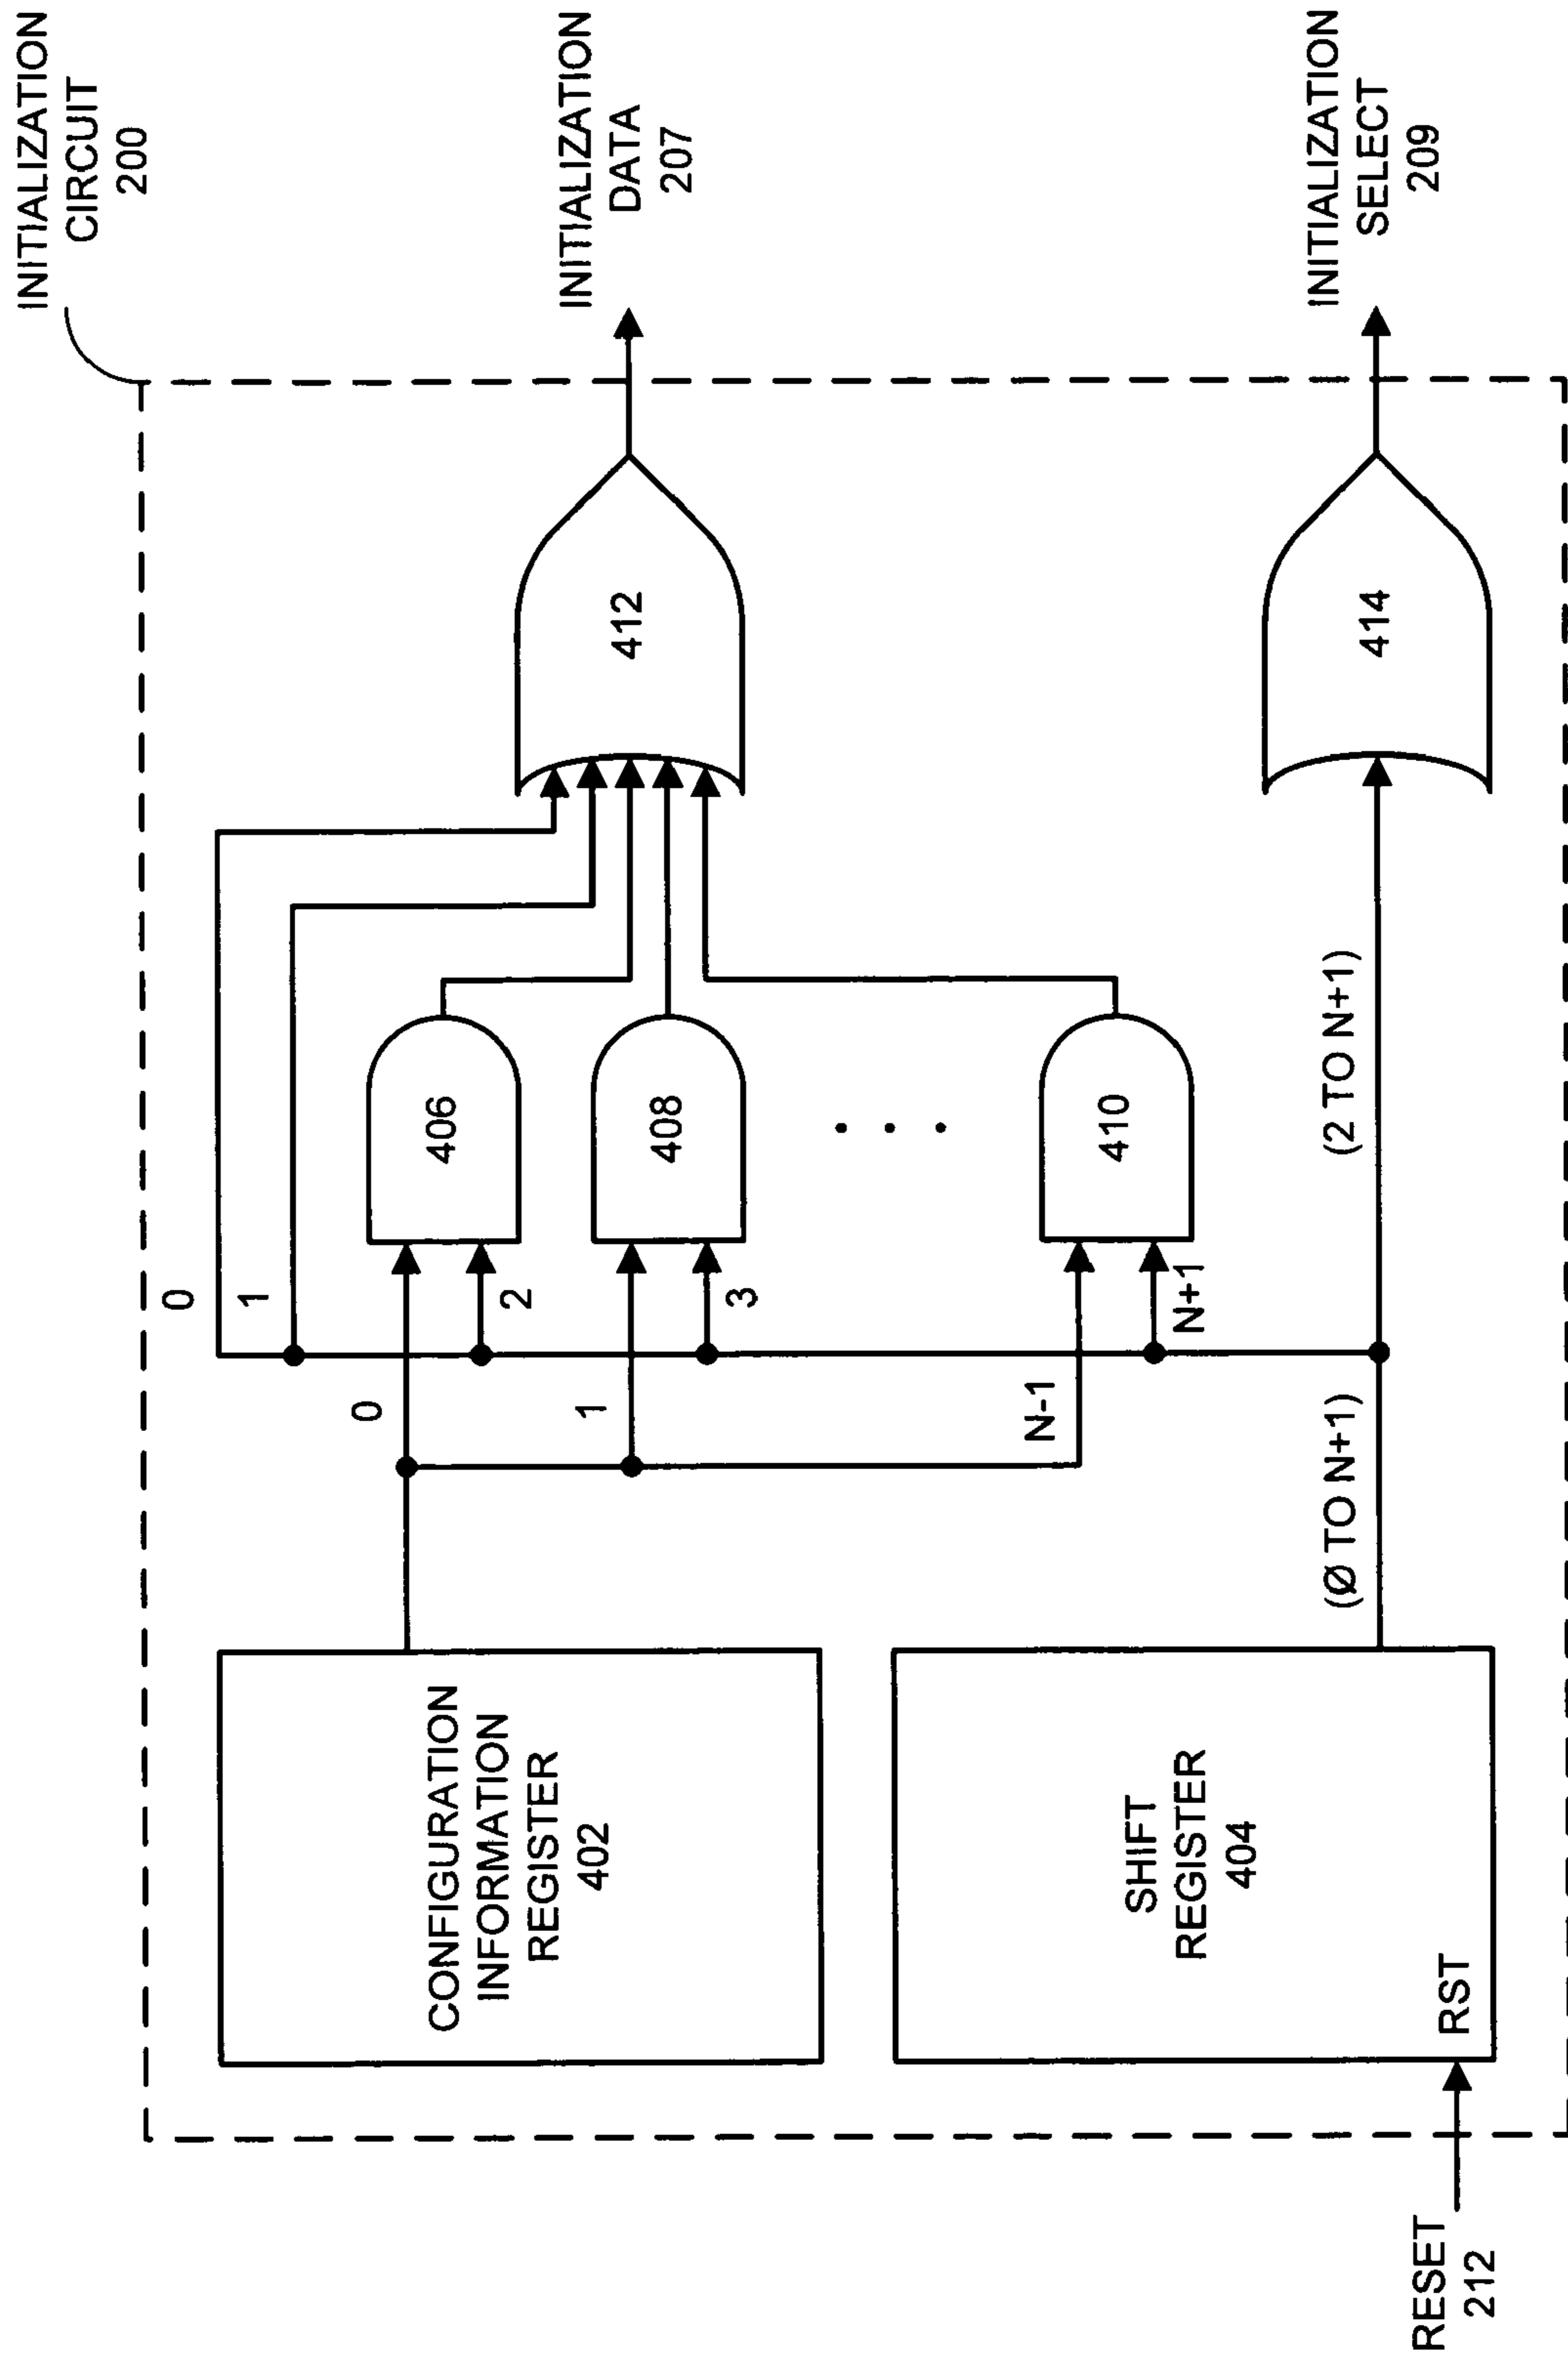 INITIALIZATION
CIRCUIT
200
INITIALIZATION
DATA
207
INITIALIZATION
SELECT
209
0
1
412
414
406
408
410
2
3
N+1
(2 TO N+1)
0
1
N-1
(Ø TO N+1)
CONFIGURATION
INFORMATION
REGISTER
402
SHIFT
REGISTER
404
RST
RESET
212